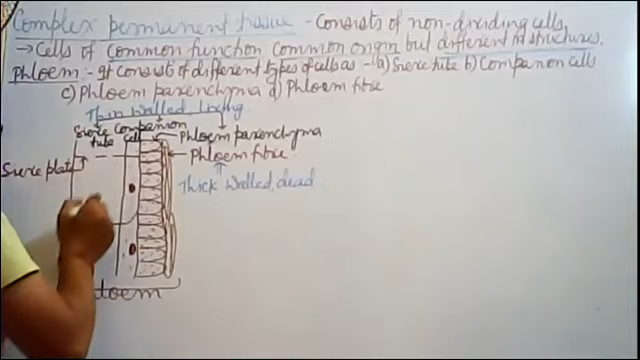 Complex permanent tissue - Consists of non-dividing cells,
→ Cells of common function common origin but different in structures.
Phloem :- It consists of different types of cells as - a) Sieve tube b) Companion cells
c) Phloem parenchyma d) Phloem fibre
Thin walled, living
Sieve tube
Companion cell
Phloem parenchyma
Sieve plate
Phloem fibre
Thick walled, dead
loem